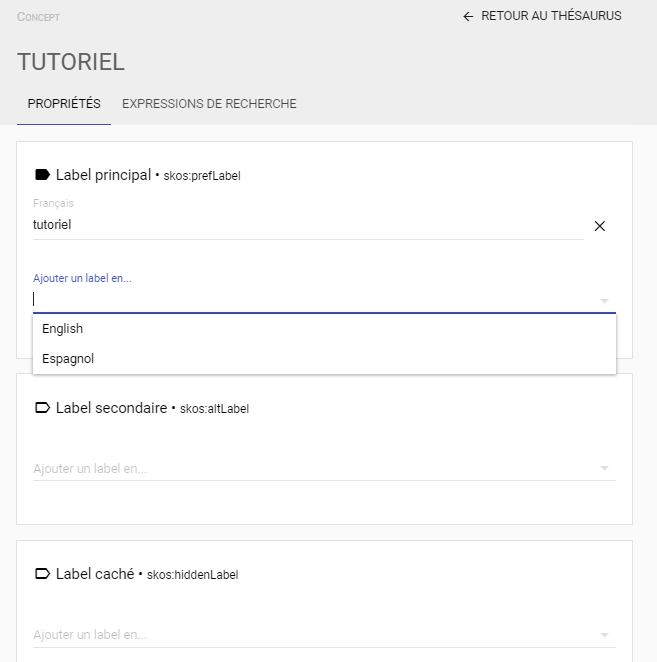 Concept
← RETOUR AU THÉSAURUS
TUTORIEL
PROPRIÉTÉS EXPRESSIONS DE RECHERCHE
Label principal • skos:prefLabel
Français
tutoriel
Ajouter un label en...
English
Espagnol
Label secondaire • skos:altLabel
Ajouter un label en...
Label caché • skos:hiddenLabel
Ajouter un label en...